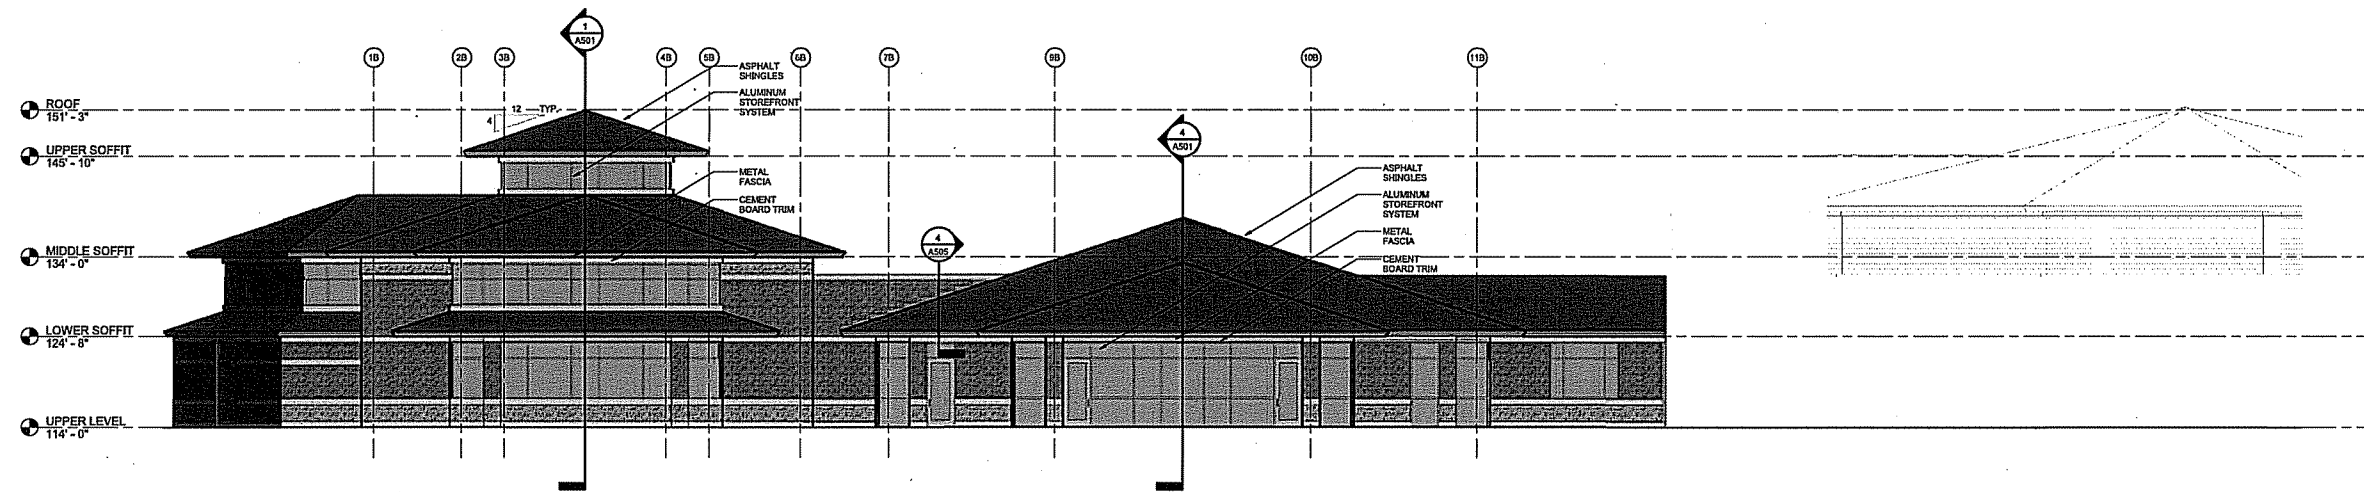 1
A501
1B
2B
3B
4B
5B
6B
7B
9B
10B
11B
ASPHALT
SHINGLES
ALUMINUM
STOREFRONT
SYSTEM
METAL
FASCIA
CEMENT
BOARD TRIM
12 TYP.
4
ROOF
151' - 3"
UPPER SOFFIT
145' - 10"
MIDDLE SOFFIT
134' - 0"
LOWER SOFFIT
124' - 8"
UPPER LEVEL
114' - 0"
4
A505
4
A501
ASPHALT
SHINGLES
ALUMINUM
STOREFRONT
SYSTEM
METAL
FASCIA
CEMENT
BOARD TRIM